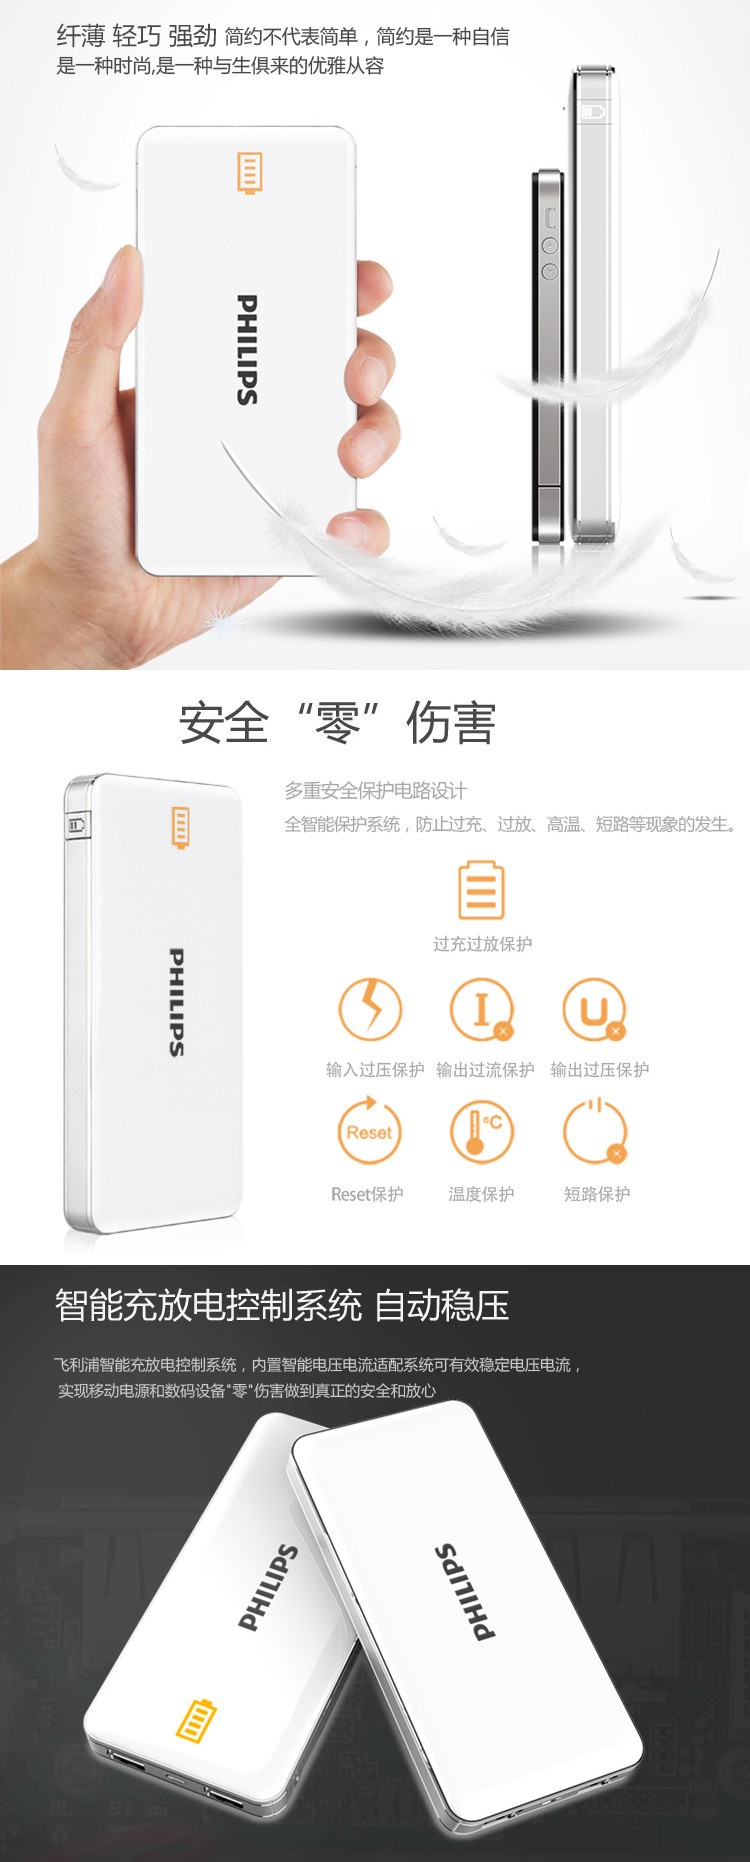 纤薄 轻巧 强劲 简约不代表简单，简约是一种自信
是一种时尚,是一种与生俱来的优雅从容
PHILIPS
安全“零”伤害
多重安全保护电路设计
全智能保护系统，防止过充、过放、高温、短路等现象的发生。
过充过放保护
I
U
输入过压保护 输出过流保护 输出过压保护
Reset
°C
Reset保护 温度保护 短路保护
PHILIPS
智能充放电控制系统 自动稳压
飞利浦智能充放电控制系统，内置智能电压电流适配系统可有效稳定电压电流，
实现移动电源和数码设备"零"伤害做到真正的安全和放心
PHILIPS
PHILIPS
BL B+ JP1